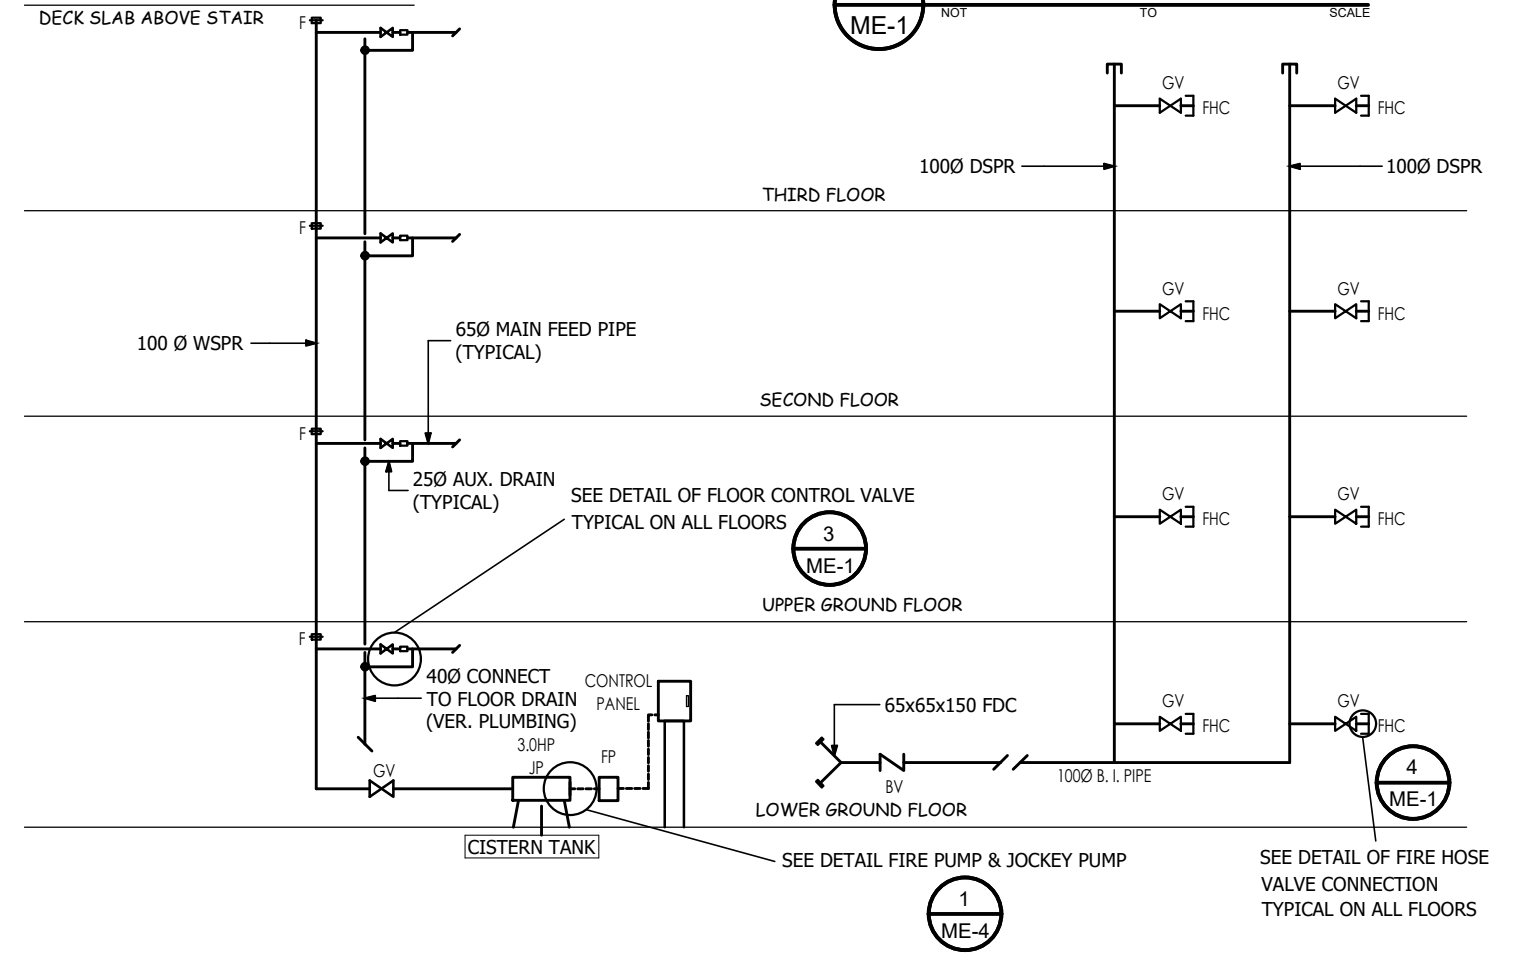 DECK SLAB ABOVE STAIR
ME-1
NOT TO SCALE
F
GV
FHC
GV
FHC
100Ø DSPR
100Ø DSPR
THIRD FLOOR
F
GV
FHC
GV
FHC
100 Ø WSPR
65Ø MAIN FEED PIPE
(TYPICAL)
SECOND FLOOR
F
25Ø AUX. DRAIN
(TYPICAL)
SEE DETAIL OF FLOOR CONTROL VALVE
TYPICAL ON ALL FLOORS
3
ME-1
GV
FHC
GV
FHC
UPPER GROUND FLOOR
F
40Ø CONNECT
TO FLOOR DRAIN
(VER. PLUMBING)
CONTROL
PANEL
3.0HP
JP
FP
GV
CISTERN TANK
65x65x150 FDC
BV
100Ø B. I. PIPE
GV
FHC
GV
FHC
LOWER GROUND FLOOR
4
ME-1
SEE DETAIL FIRE PUMP & JOCKEY PUMP
1
ME-4
SEE DETAIL OF FIRE HOSE
VALVE CONNECTION
TYPICAL ON ALL FLOORS